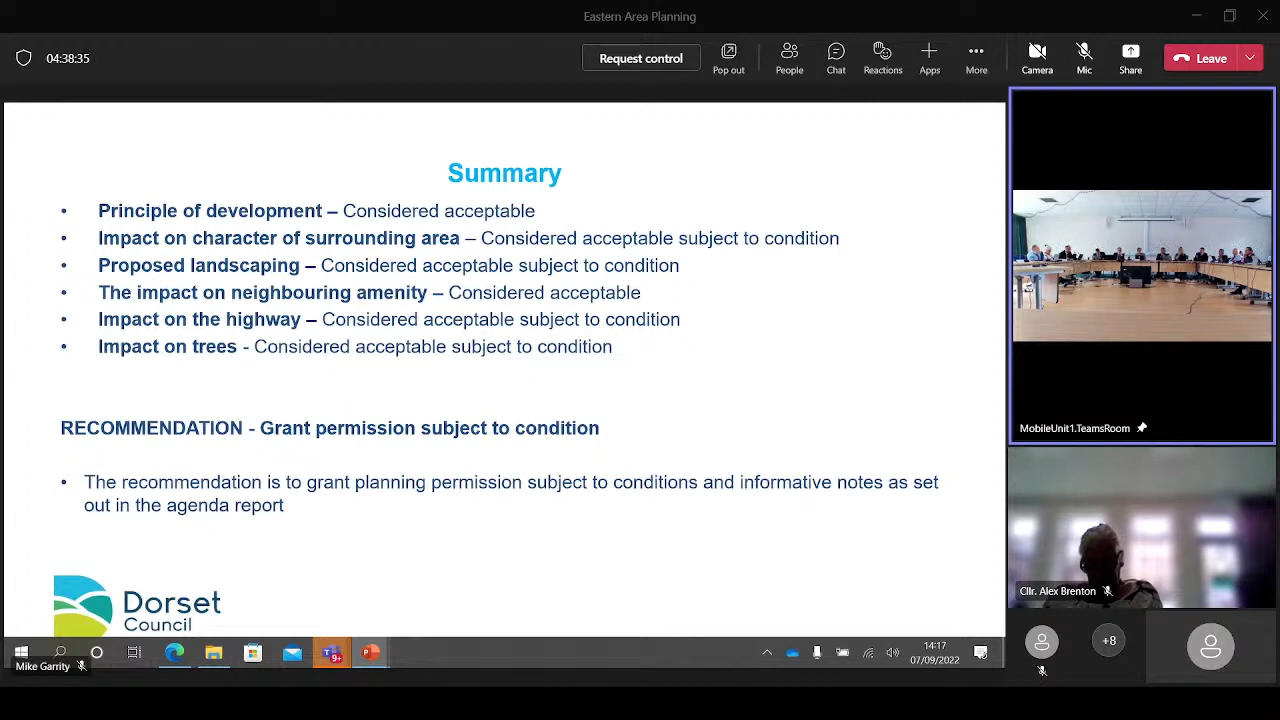 Eastern Area Planning
04:38:35
Request control
Pop out
People
Chat
Reactions
Apps
More
Camera
Mic
Share
Leave
Summary
• Principle of development – Considered acceptable
• Impact on character of surrounding area – Considered acceptable subject to condition
• Proposed landscaping – Considered acceptable subject to condition
• The impact on neighbouring amenity – Considered acceptable
• Impact on the highway – Considered acceptable subject to condition
• Impact on trees - Considered acceptable subject to condition
RECOMMENDATION - Grant permission subject to condition
• The recommendation is to grant planning permission subject to conditions and informative notes as set
out in the agenda report
Dorset
Council
MobileUnit1.TeamsRoom
Cllr. Alex Brenton
+8
9+
14:17
07/09/2022
Mike Garrity